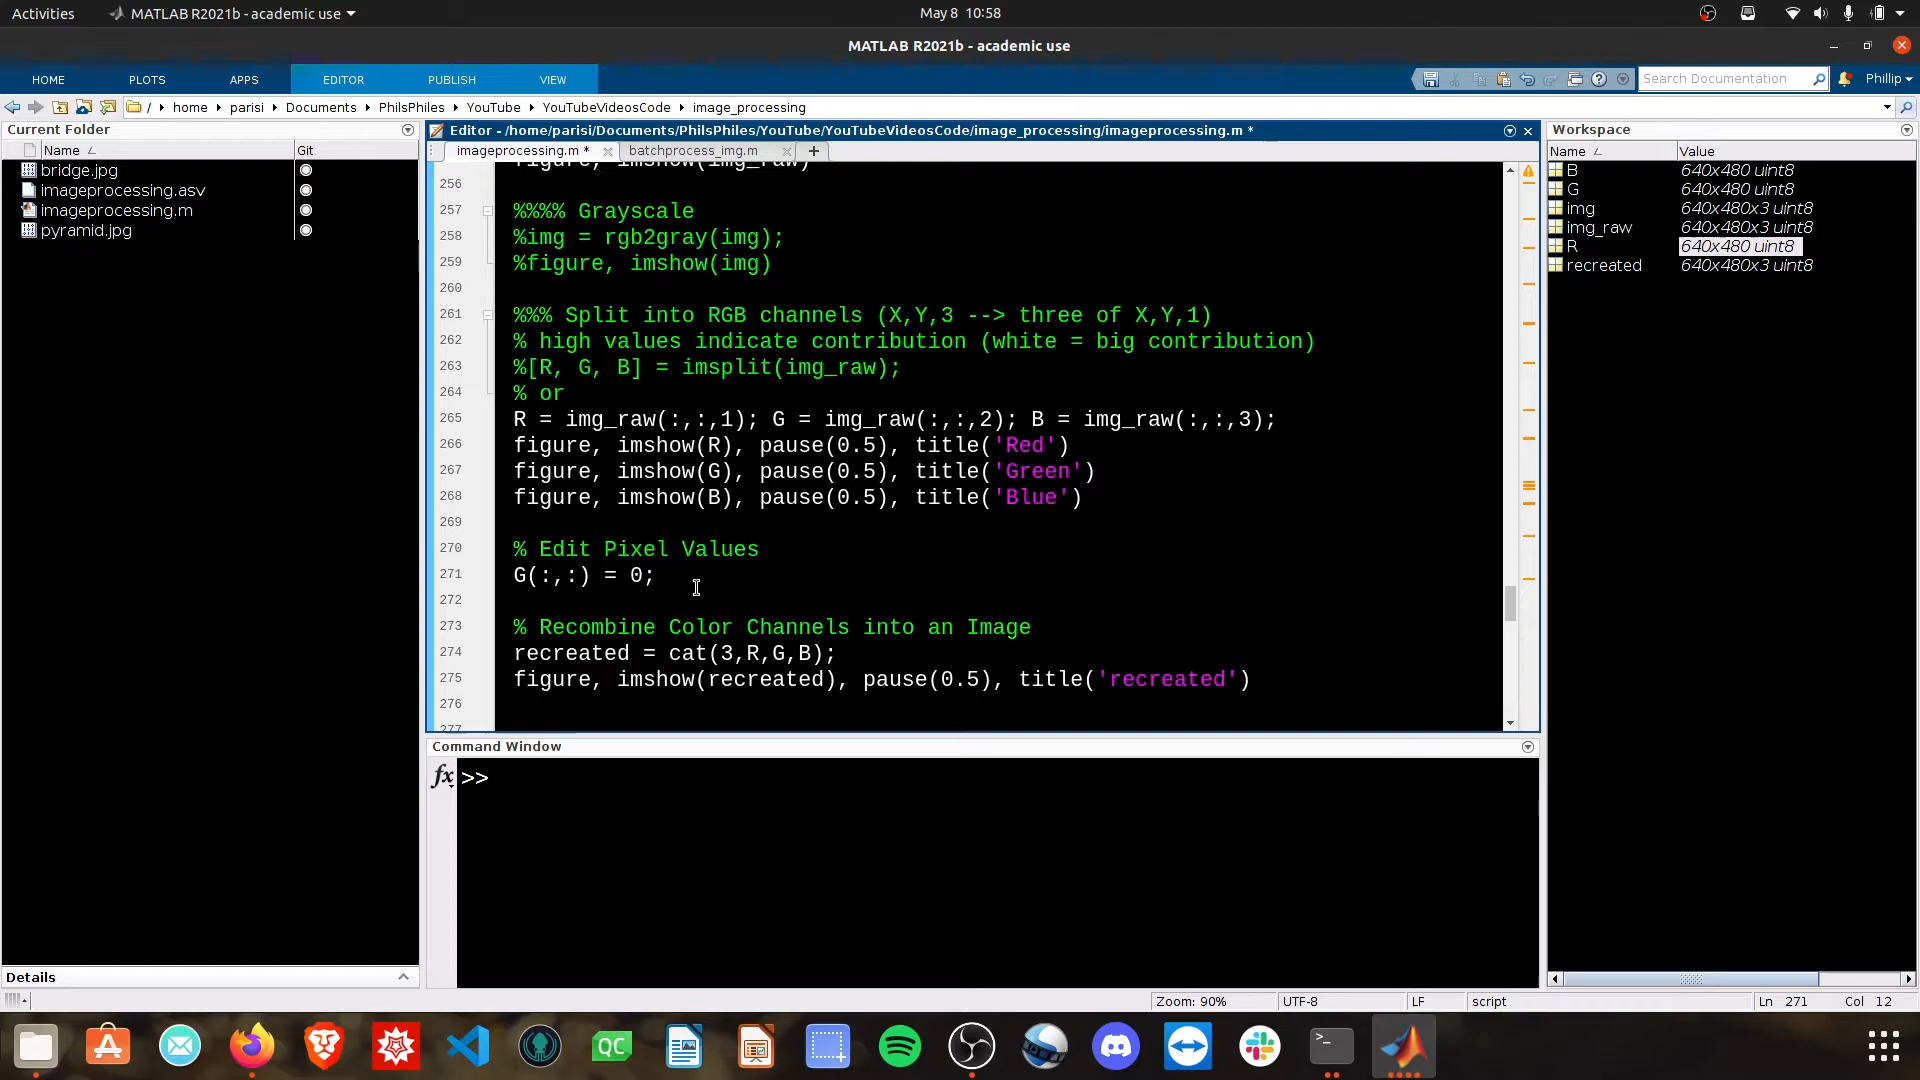 Activities
MATLAB R2021b - academic use
May 8 10:58
MATLAB R2021b - academic use
HOME
PLOTS
APPS
EDITOR
PUBLISH
VIEW
Search Documentation
Phillip
/ home parisi Documents PhilsPhiles YouTube YouTubeVideosCode image_processing
Current Folder
Name
Git
bridge.jpg
imageprocessing.asv
imageprocessing.m
pyramid.jpg
Details
Editor - /home/parisi/Documents/PhilsPhiles/YouTube/YouTubeVideosCode/image_processing/imageprocessing.m *
imageprocessing.m *
batchprocess_img.m
figure, imshow(img_raw)
256
257 %%%% Grayscale
258 %img = rgb2gray(img);
259 %figure, imshow(img)
260
261 %%% Split into RGB channels (X,Y,3 --> three of X,Y,1)
262 % high values indicate contribution (white = big contribution)
263 %[R, G, B] = imsplit(img_raw);
264 % or
265 R = img_raw(:,:,1); G = img_raw(:,:,2); B = img_raw(:,:,3);
266 figure, imshow(R), pause(0.5), title('Red')
267 figure, imshow(G), pause(0.5), title('Green')
268 figure, imshow(B), pause(0.5), title('Blue')
269
270 % Edit Pixel Values
271 G(:,:) = 0;
272
273 % Recombine Color Channels into an Image
274 recreated = cat(3,R,G,B);
275 figure, imshow(recreated), pause(0.5), title('recreated')
276
277
Command Window
fx >>
Workspace
Name
Value
B 640x480 uint8
G 640x480 uint8
img 640x480x3 uint8
img_raw 640x480x3 uint8
R 640x480 uint8
recreated 640x480x3 uint8
Zoom: 90%
UTF-8
LF
script
Ln 271
Col 12
QC
>_